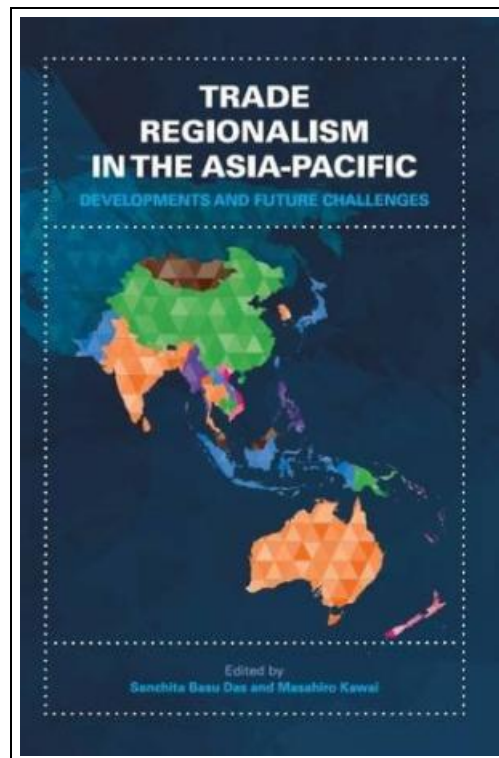 TRADE
REGIONALISM
IN THE ASIA-PACIFIC
DEVELOPMENTS AND FUTURE CHALLENGES
Edited by
Sanchita Basu Das and Masahiro Kawai